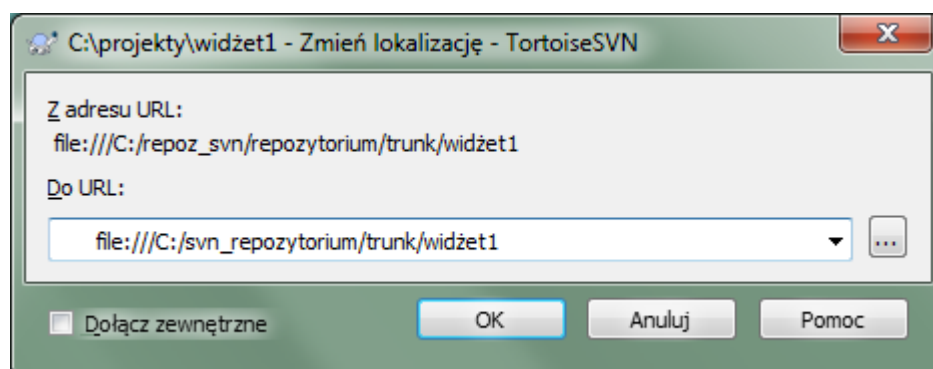 C:\projekty\widżet1 - Zmień lokalizację - TortoiseSVN
Z adresu URL:
file:///C:/repoz_svn/repozytorium/trunk/widżet1
Do URL:
file:///C:/svn_repozytorium/trunk/widżet1
...
Dołącz zewnętrzne OK Anuluj Pomoc